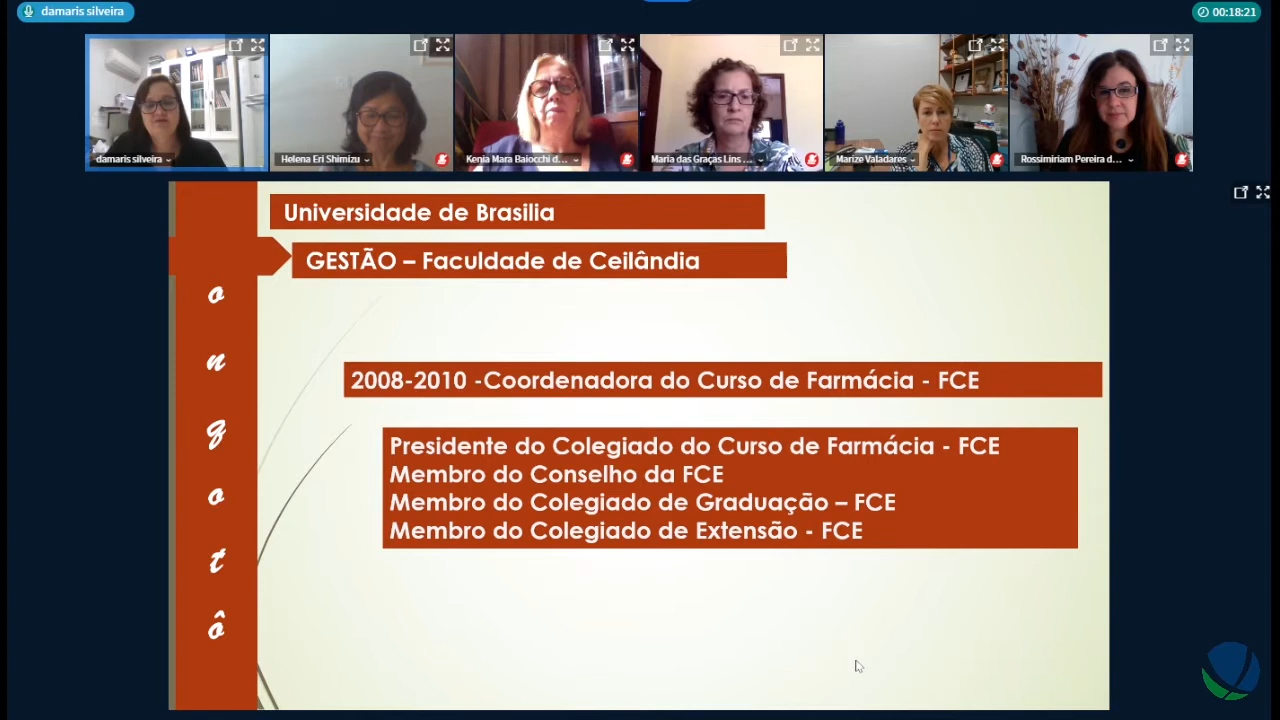 damaris silveira
00:18:21
damaris silveira
Helena Eri Shimizu
Kenia Mara Baiocchi d...
Maria das Graças Lins ...
Marize Valadares
Rossimiriam Pereira d...
Universidade de Brasilia
GESTÃO – Faculdade de Ceilândia
o
n
q
o
t
ô
2008-2010 -Coordenadora do Curso de Farmácia - FCE
Presidente do Colegiado do Curso de Farmácia - FCE
Membro do Conselho da FCE
Membro do Colegiado de Graduação – FCE
Membro do Colegiado de Extensão - FCE